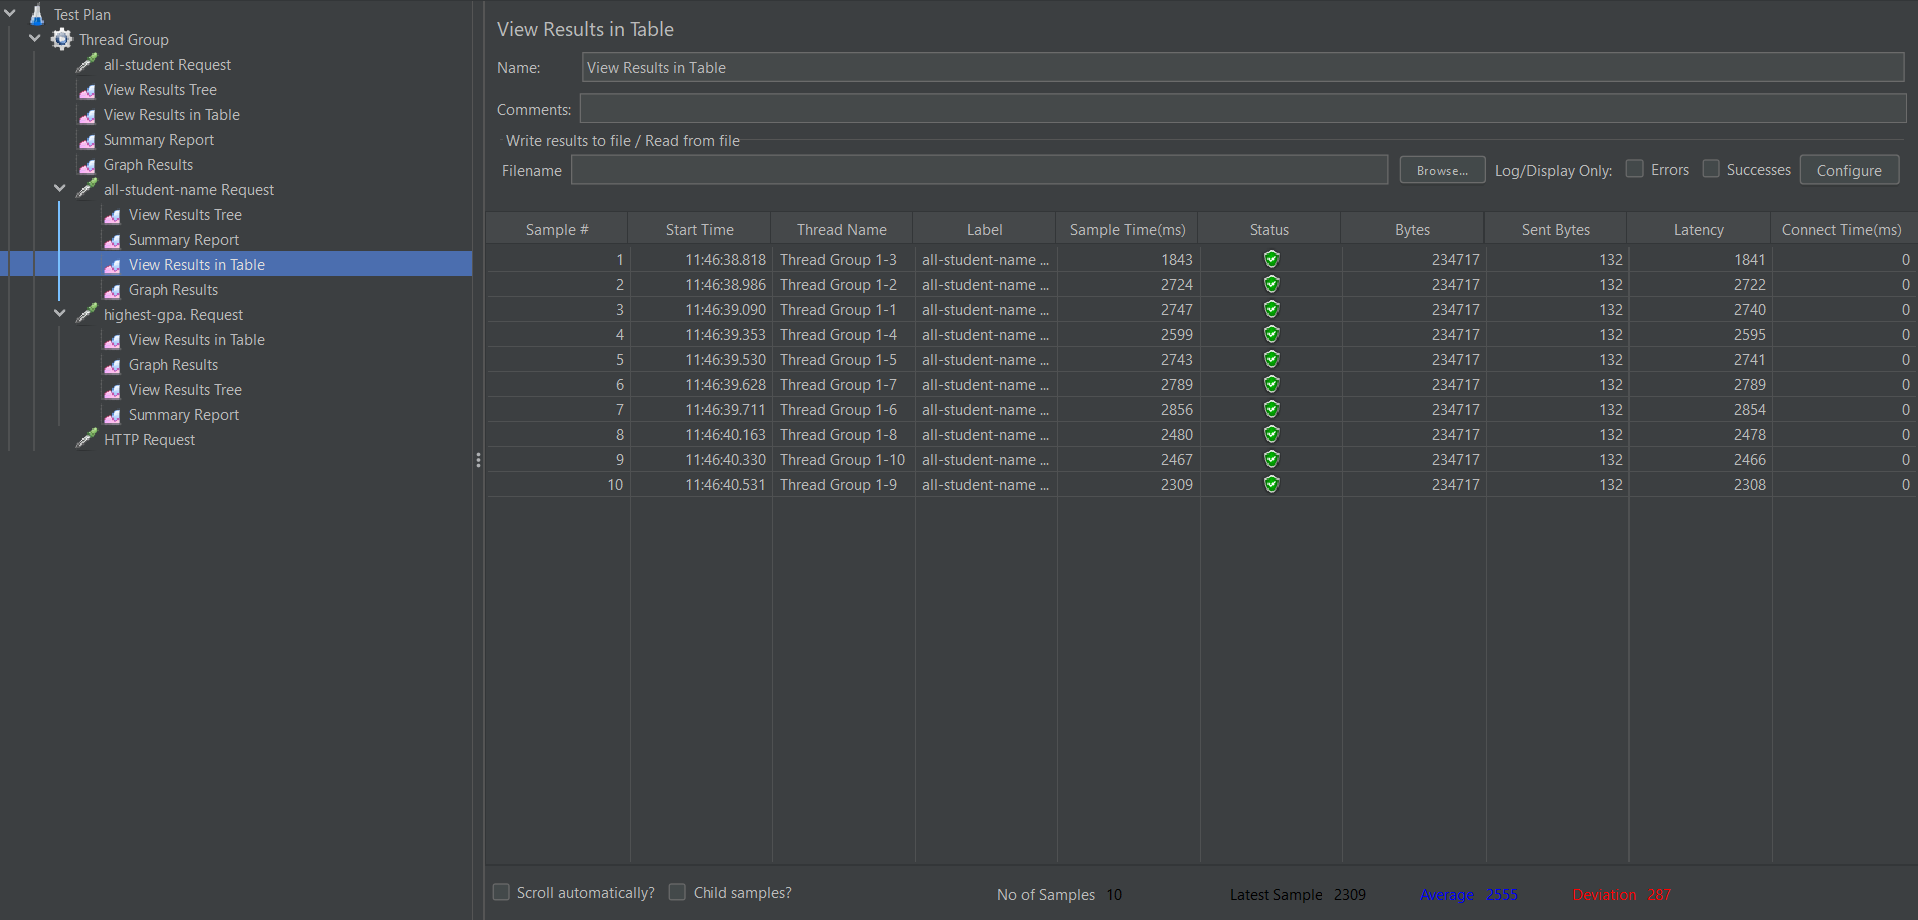 Test Plan
Thread Group
all-student Request
View Results Tree
View Results in Table
Summary Report
Graph Results
all-student-name Request
View Results Tree
Summary Report
View Results in Table
Graph Results
highest-gpa. Request
View Results in Table
Graph Results
View Results Tree
Summary Report
HTTP Request
View Results in Table
Name: View Results in Table
Comments:
Write results to file / Read from file
Filename Browse... Log/Display Only: Errors Successes Configure
Sample # Start Time Thread Name Label Sample Time(ms) Status Bytes Sent Bytes Latency Connect Time(ms)
1 11:46:38.818 Thread Group 1-3 all-student-name ... 1843 234717 132 1841 0
2 11:46:38.986 Thread Group 1-2 all-student-name ... 2724 234717 132 2722 0
3 11:46:39.090 Thread Group 1-1 all-student-name ... 2747 234717 132 2740 0
4 11:46:39.353 Thread Group 1-4 all-student-name ... 2599 234717 132 2595 0
5 11:46:39.530 Thread Group 1-5 all-student-name ... 2743 234717 132 2741 0
6 11:46:39.628 Thread Group 1-7 all-student-name ... 2789 234717 132 2789 0
7 11:46:39.711 Thread Group 1-6 all-student-name ... 2856 234717 132 2854 0
8 11:46:40.163 Thread Group 1-8 all-student-name ... 2480 234717 132 2478 0
9 11:46:40.330 Thread Group 1-10 all-student-name ... 2467 234717 132 2466 0
10 11:46:40.531 Thread Group 1-9 all-student-name ... 2309 234717 132 2308 0
Scroll automatically? Child samples? No of Samples 10 Latest Sample 2309 Average 2555 Deviation 287